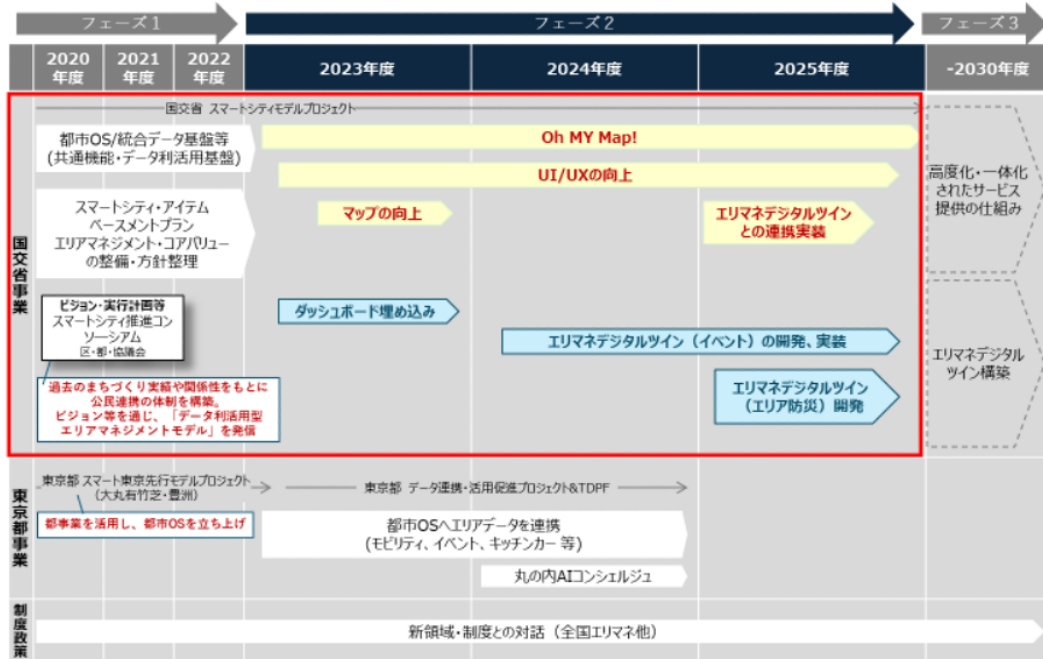 フェーズ1
フェーズ2
フェーズ3
2020
年度
2021
年度
2022
年度
2023年度
2024年度
2025年度
-2030年度
国交省事業
国交省 スマートシティモデルプロジェクト
都市OS/統合データ基盤等
(共通機能・データ利活用基盤)
Oh MY Map!
UI/UXの向上
スマートシティ・アイテム
ベースメントプラン
エリアマネジメント・コアバリュー
の整備・方針整理
マップの向上
エリマネデジタルツイン
との連携実装
高度化・一体化
されたサービス
提供の仕組み
ビジョン・実行計画等
スマートシティ推進コン
ソーシアム
区・都・協議会
ダッシュボード埋め込み
エリマネデジタルツイン（イベント）の開発、実装
エリマネデジタル
ツイン構築
過去のまちづくり実績や関係性をもとに
公民連携の体制を構築。
ビジョン等を通じ、「データ利活用型
エリアマネジメントモデル」を発信
エリマネデジタルツイン
（エリア防災）開発
東京都事業
東京都 スマート東京先行モデルプロジェクト
(大丸有竹芝・豊洲)
東京都 データ連携・活用促進プロジェクト&TDPF
都事業を活用し、都市OSを立ち上げ
都市OSへエリアデータを連携
(モビリティ、イベント、キッチンカー 等)
丸の内AIコンシェルジュ
制度政策
新領域・制度との対話（全国エリマネ他）